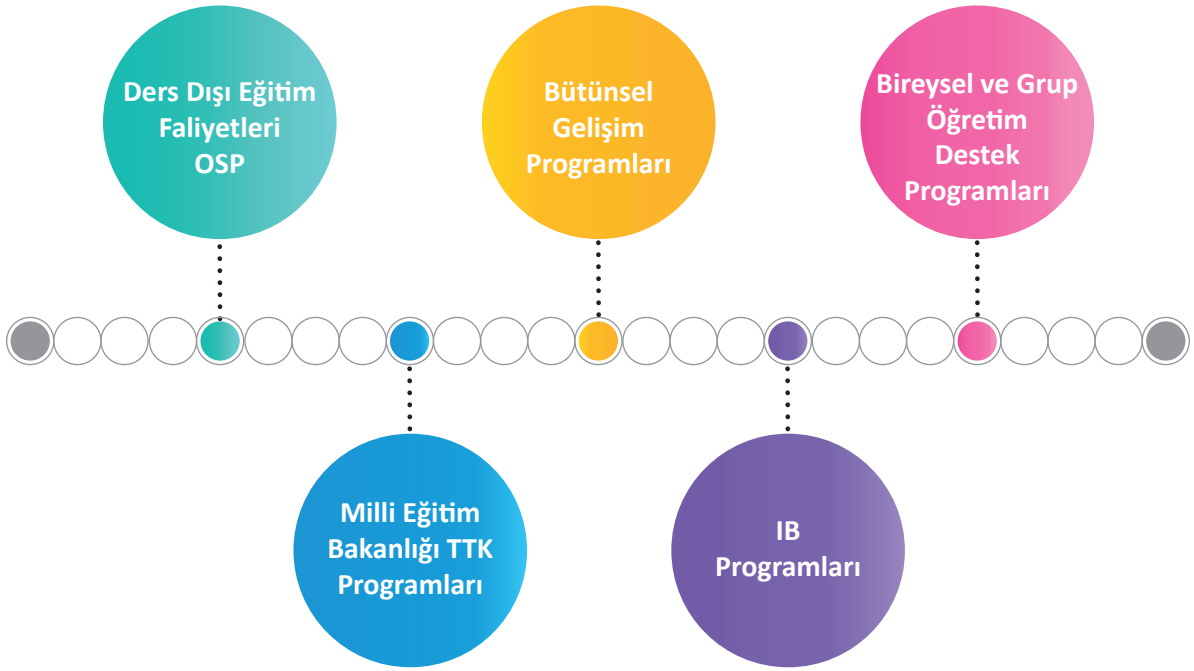 Ders Dışı Eğitim
Faliyetleri
OSP
Bütünsel
Gelişim
Programları
Bireysel ve Grup
Öğretim
Destek
Programları
Milli Eğitim
Bakanlığı TTK
Programları
IB
Programları